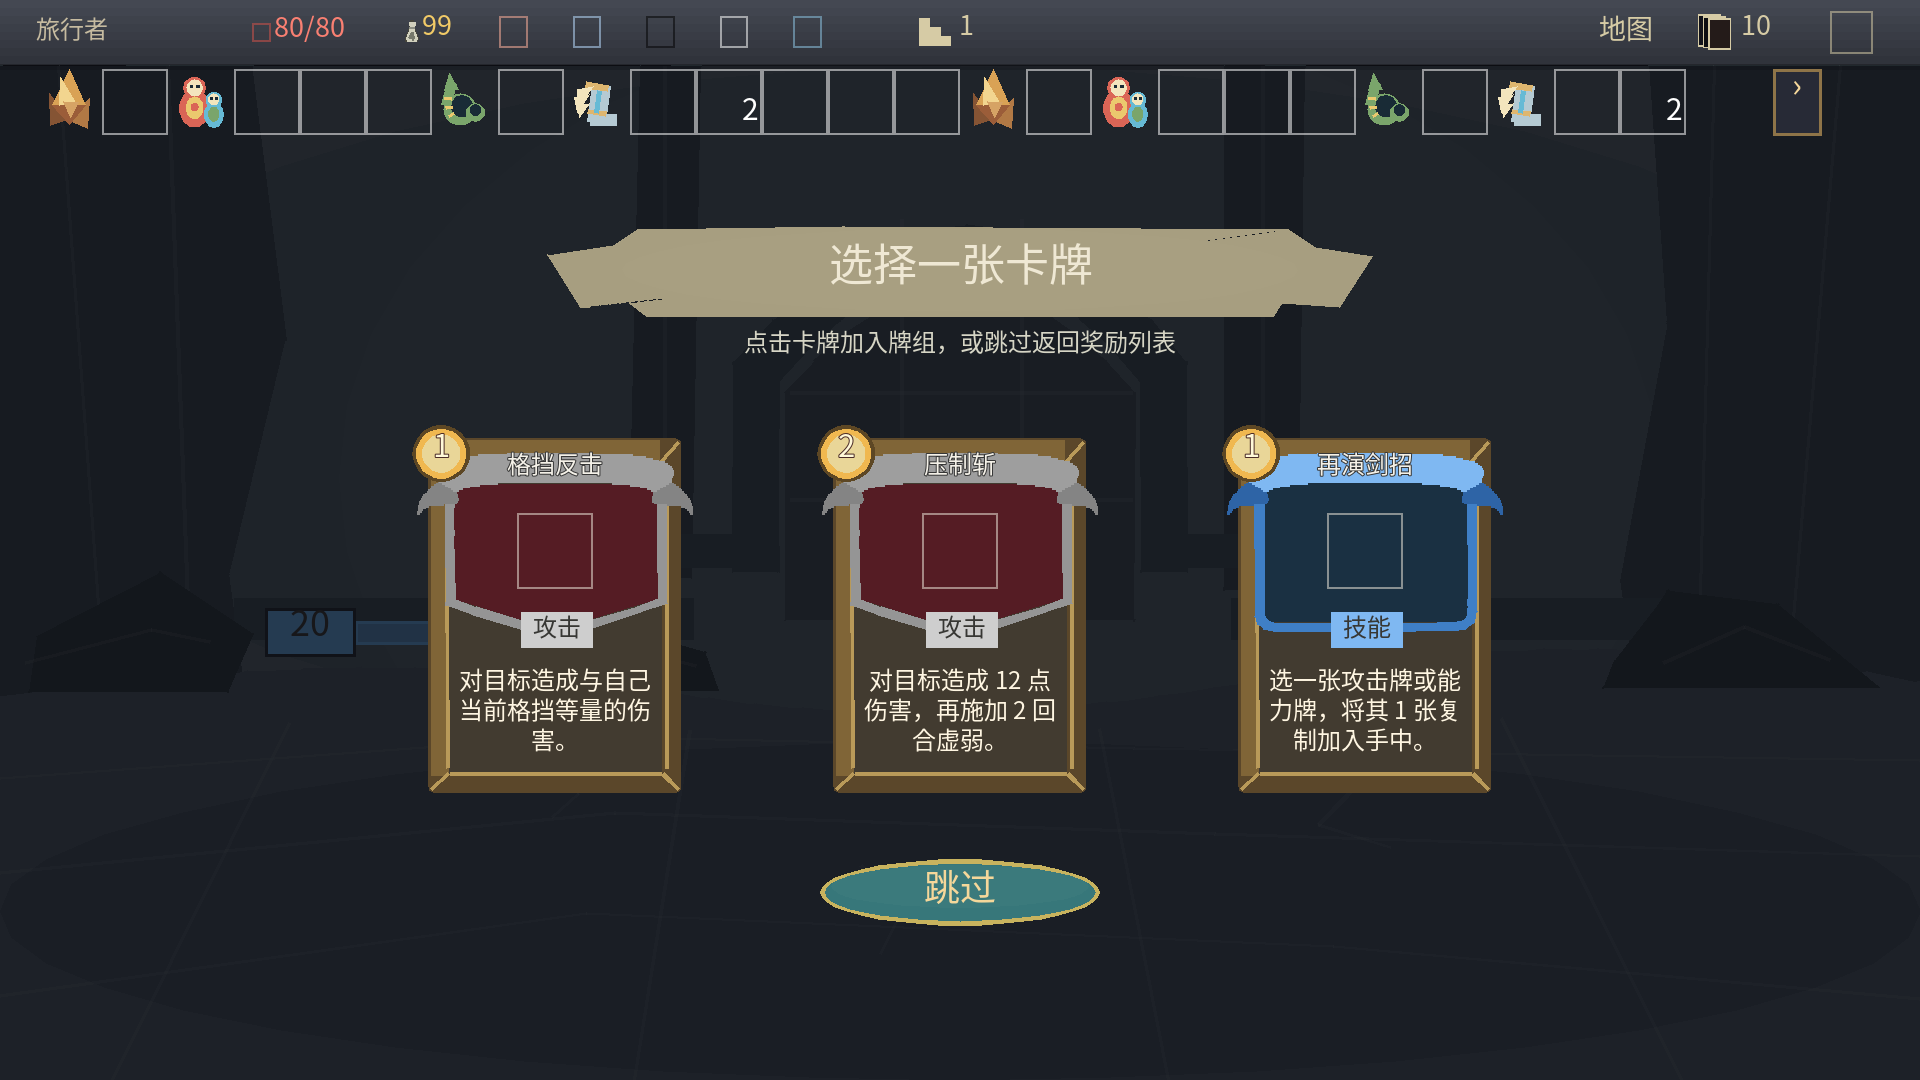 旅行者 80/80 99 1 地图 10
2 2 ›
选择一张卡牌
点击卡牌加入牌组，或跳过返回奖励列表
1 格挡反击
攻击
对目标造成与自己
当前格挡等量的伤
害。
2 压制斩
攻击
对目标造成 12 点
伤害，再施加 2 回
合虚弱。
1 再演剑招
技能
选一张攻击牌或能
力牌，将其 1 张复
制加入手中。
20
跳过